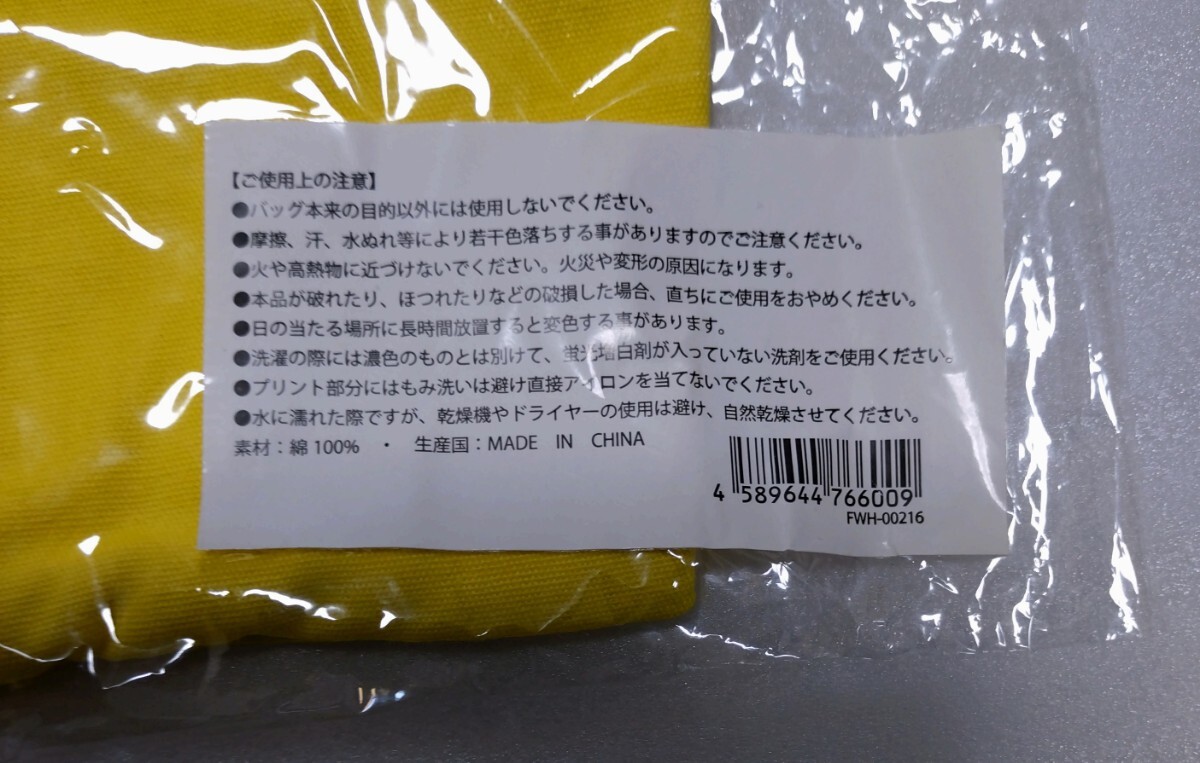 【ご使用上の注意】
●バッグ本来の目的以外には使用しないでください。
●摩擦、汗、水ぬれ等により若干色落ちする事がありますのでご注意ください。
●火や高熱物に近づけないでください。火災や変形の原因になります。
●本品が破れたり、ほつれたりなどの破損した場合、直ちにご使用をおやめください。
●日の当たる場所に長時間放置すると変色する事があります。
●洗濯の際には濃色のものとは別けて、蛍光増白剤が入っていない洗剤をご使用ください。
●プリント部分にはもみ洗いは避け直接アイロンを当てないでください。
●水に濡れた際ですが、乾燥機やドライヤーの使用は避け、自然乾燥させてください。
素材：綿 100%　・　生産国：MADE IN CHINA
4 589644 766009
FWH-00216